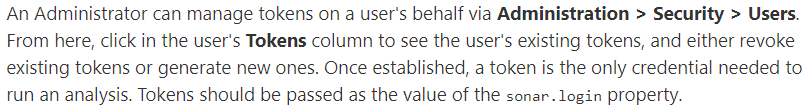 An Administrator can manage tokens on a user's behalf via Administration > Security > Users.
From here, click in the user's Tokens column to see the user's existing tokens, and either revoke
existing tokens or generate new ones. Once established, a token is the only credential needed to
run an analysis. Tokens should be passed as the value of the sonar.login property.